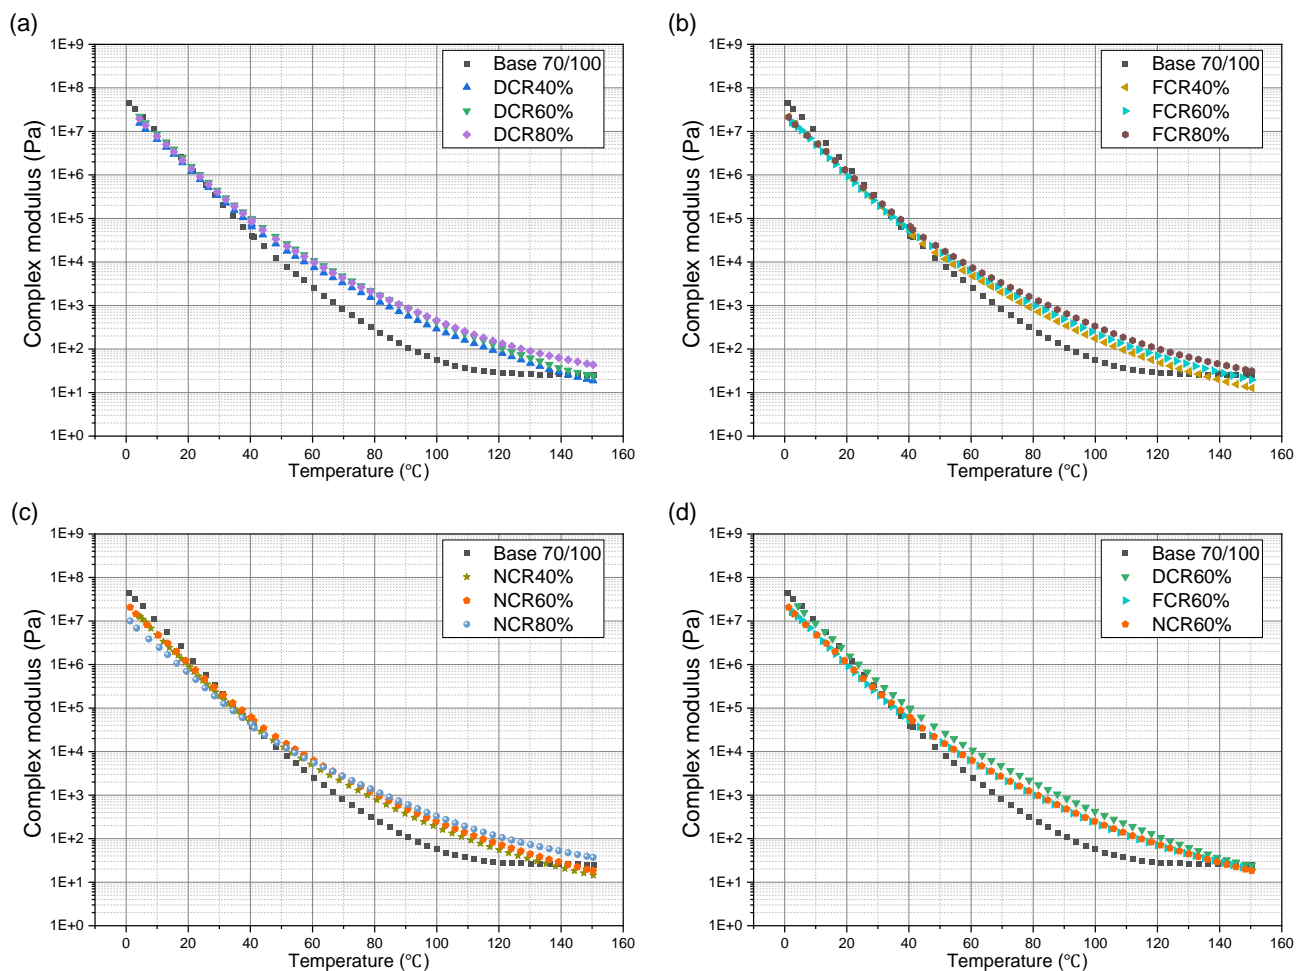 (a)
Complex modulus (Pa)
1E+9
1E+8
1E+7
1E+6
1E+5
1E+4
1E+3
1E+2
1E+1
1E+0
Base 70/100
DCR40%
DCR60%
DCR80%
0 20 40 60 80 100 120 140 160
Temperature (℃)
(b)
Complex modulus (Pa)
1E+9
1E+8
1E+7
1E+6
1E+5
1E+4
1E+3
1E+2
1E+1
1E+0
Base 70/100
FCR40%
FCR60%
FCR80%
0 20 40 60 80 100 120 140 160
Temperature (℃)
(c)
Complex modulus (Pa)
1E+9
1E+8
1E+7
1E+6
1E+5
1E+4
1E+3
1E+2
1E+1
1E+0
Base 70/100
NCR40%
NCR60%
NCR80%
0 20 40 60 80 100 120 140 160
Temperature (℃)
(d)
Complex modulus (Pa)
1E+9
1E+8
1E+7
1E+6
1E+5
1E+4
1E+3
1E+2
1E+1
1E+0
Base 70/100
DCR60%
FCR60%
NCR60%
0 20 40 60 80 100 120 140 160
Temperature (℃)